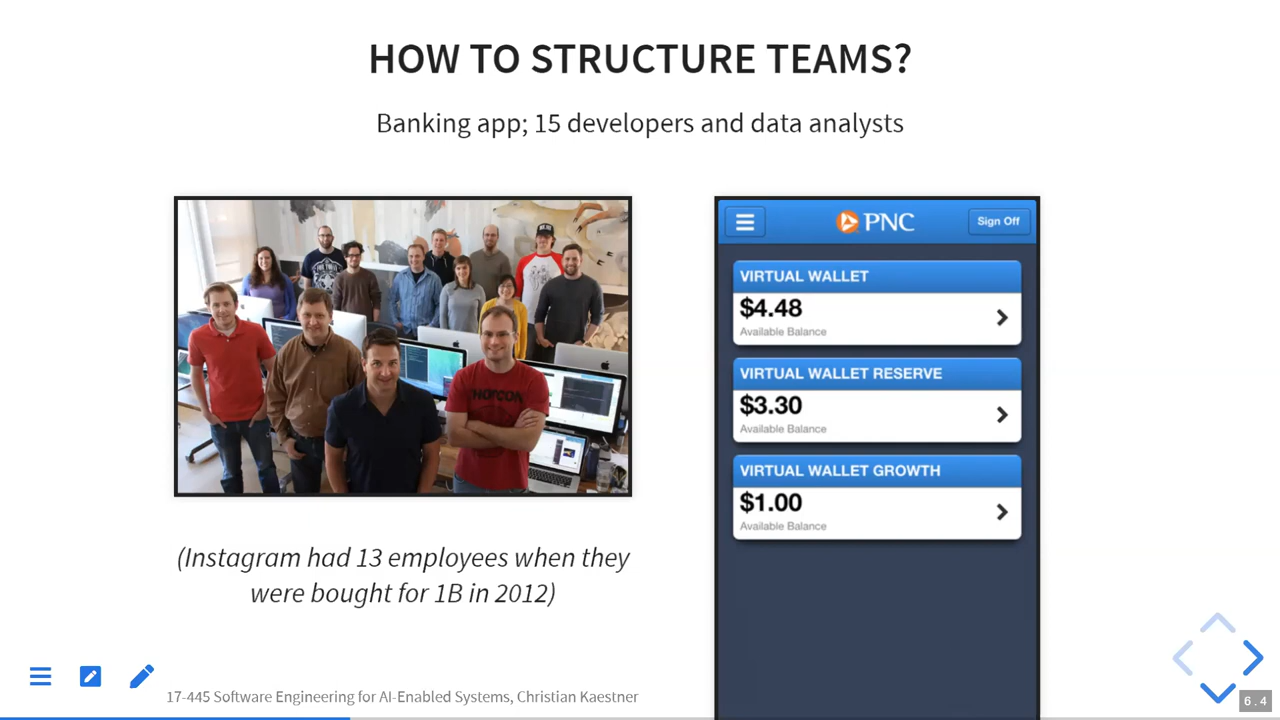 HOW TO STRUCTURE TEAMS?
Banking app; 15 developers and data analysts
PNC
Sign Off
VIRTUAL WALLET
$4.48
Available Balance
VIRTUAL WALLET RESERVE
$3.30
Available Balance
VIRTUAL WALLET GROWTH
$1.00
Available Balance
(Instagram had 13 employees when they
were bought for 1B in 2012)
17-445 Software Engineering for AI-Enabled Systems, Christian Kaestner
6.4